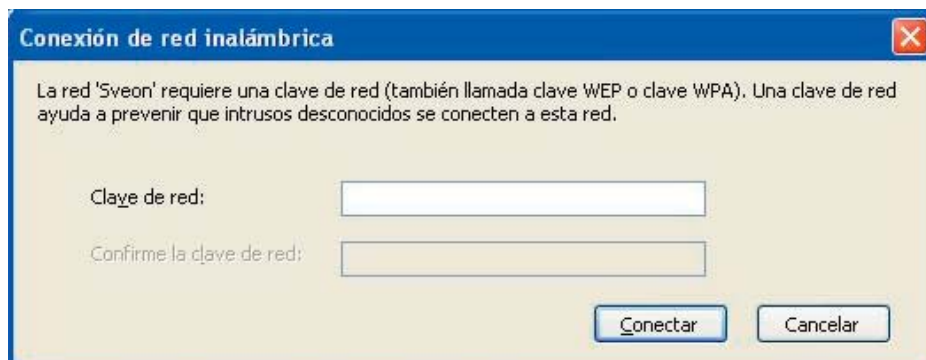 Conexión de red inalámbrica
La red 'Sveon' requiere una clave de red (también llamada clave WEP o clave WPA). Una clave de red
ayuda a prevenir que intrusos desconocidos se conecten a esta red.
Clave de red:
Confirme la clave de red:
Conectar
Cancelar